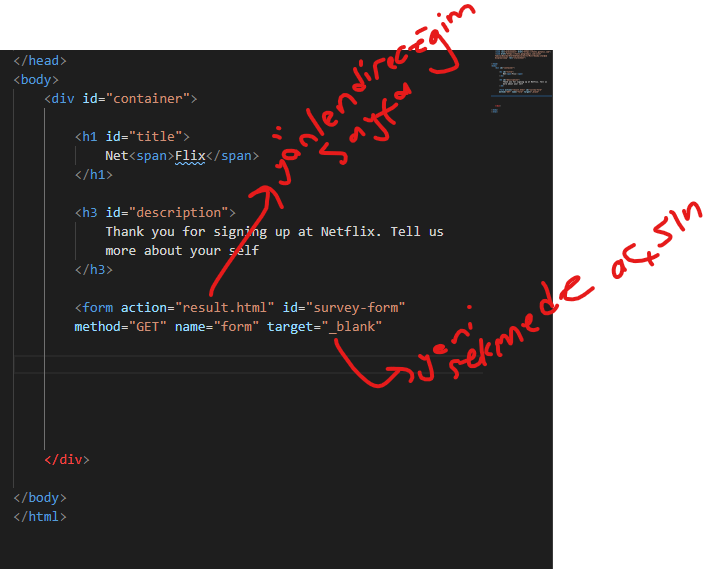 </head>
<body>
<div id="container">
<h1 id="title">
Net<span>Flix</span>
</h1>
<h3 id="description">
Thank you for signing up at Netflix. Tell us
more about your self
</h3>
<form action="result.html" id="survey-form"
method="GET" name="form" target="_blank"
</div>
</body>
</html>
yönlendireceğim
sayfa
yeni
sekmede açsın